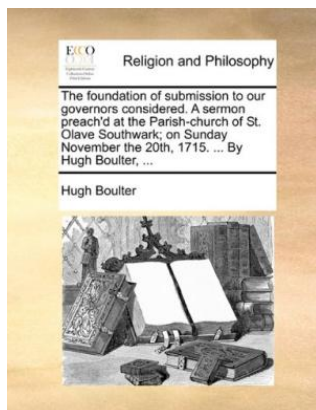 ECCO
Religion and Philosophy
The foundation of submission to our
governors considered. A sermon
preach'd at the Parish-church of St.
Olave Southwark; on Sunday
November the 20th, 1715. ... By
Hugh Boulter, ...
Hugh Boulter